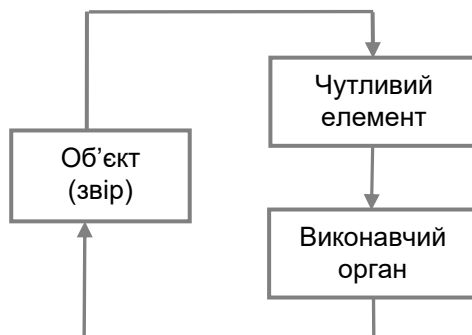 Чутливий
елемент
Об’єкт
(звір)
Виконавчий
орган